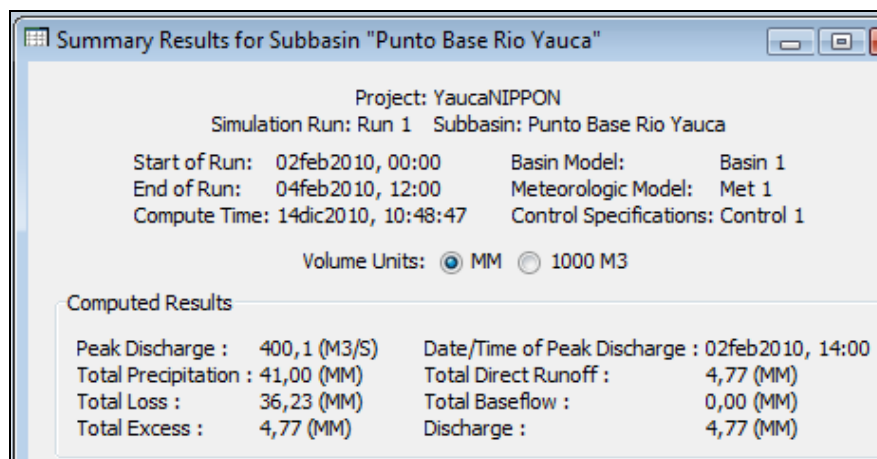 Summary Results for Subbasin "Punto Base Rio Yauca"
Project: YaucaNIPPON
Simulation Run: Run 1 Subbasin: Punto Base Rio Yauca
Start of Run: 02feb2010, 00:00 Basin Model: Basin 1
End of Run: 04feb2010, 12:00 Meteorologic Model: Met 1
Compute Time: 14dic2010, 10:48:47 Control Specifications: Control 1
Volume Units: MM 1000 M3
Computed Results
Peak Discharge : 400,1 (M3/S) Date/Time of Peak Discharge : 02feb2010, 14:00
Total Precipitation : 41,00 (MM) Total Direct Runoff : 4,77 (MM)
Total Loss : 36,23 (MM) Total Baseflow : 0,00 (MM)
Total Excess : 4,77 (MM) Discharge : 4,77 (MM)